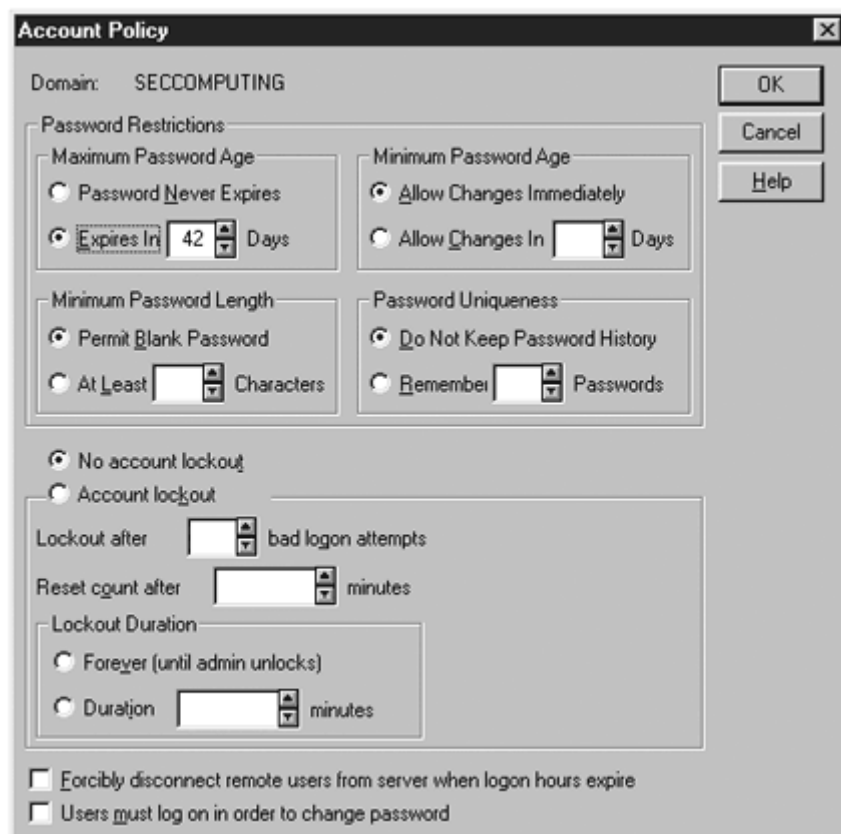 Account Policy
Domain: SECCOMPUTING
OK
Cancel
Help
Password Restrictions
Maximum Password Age
Password Never Expires
Expires In 42 Days
Minimum Password Age
Allow Changes Immediately
Allow Changes In Days
Minimum Password Length
Permit Blank Password
At Least Characters
Password Uniqueness
Do Not Keep Password History
Remember Passwords
No account lockout
Account lockout
Lockout after bad logon attempts
Reset count after minutes
Lockout Duration
Forever (until admin unlocks)
Duration minutes
Forcibly disconnect remote users from server when logon hours expire
Users must log on in order to change password